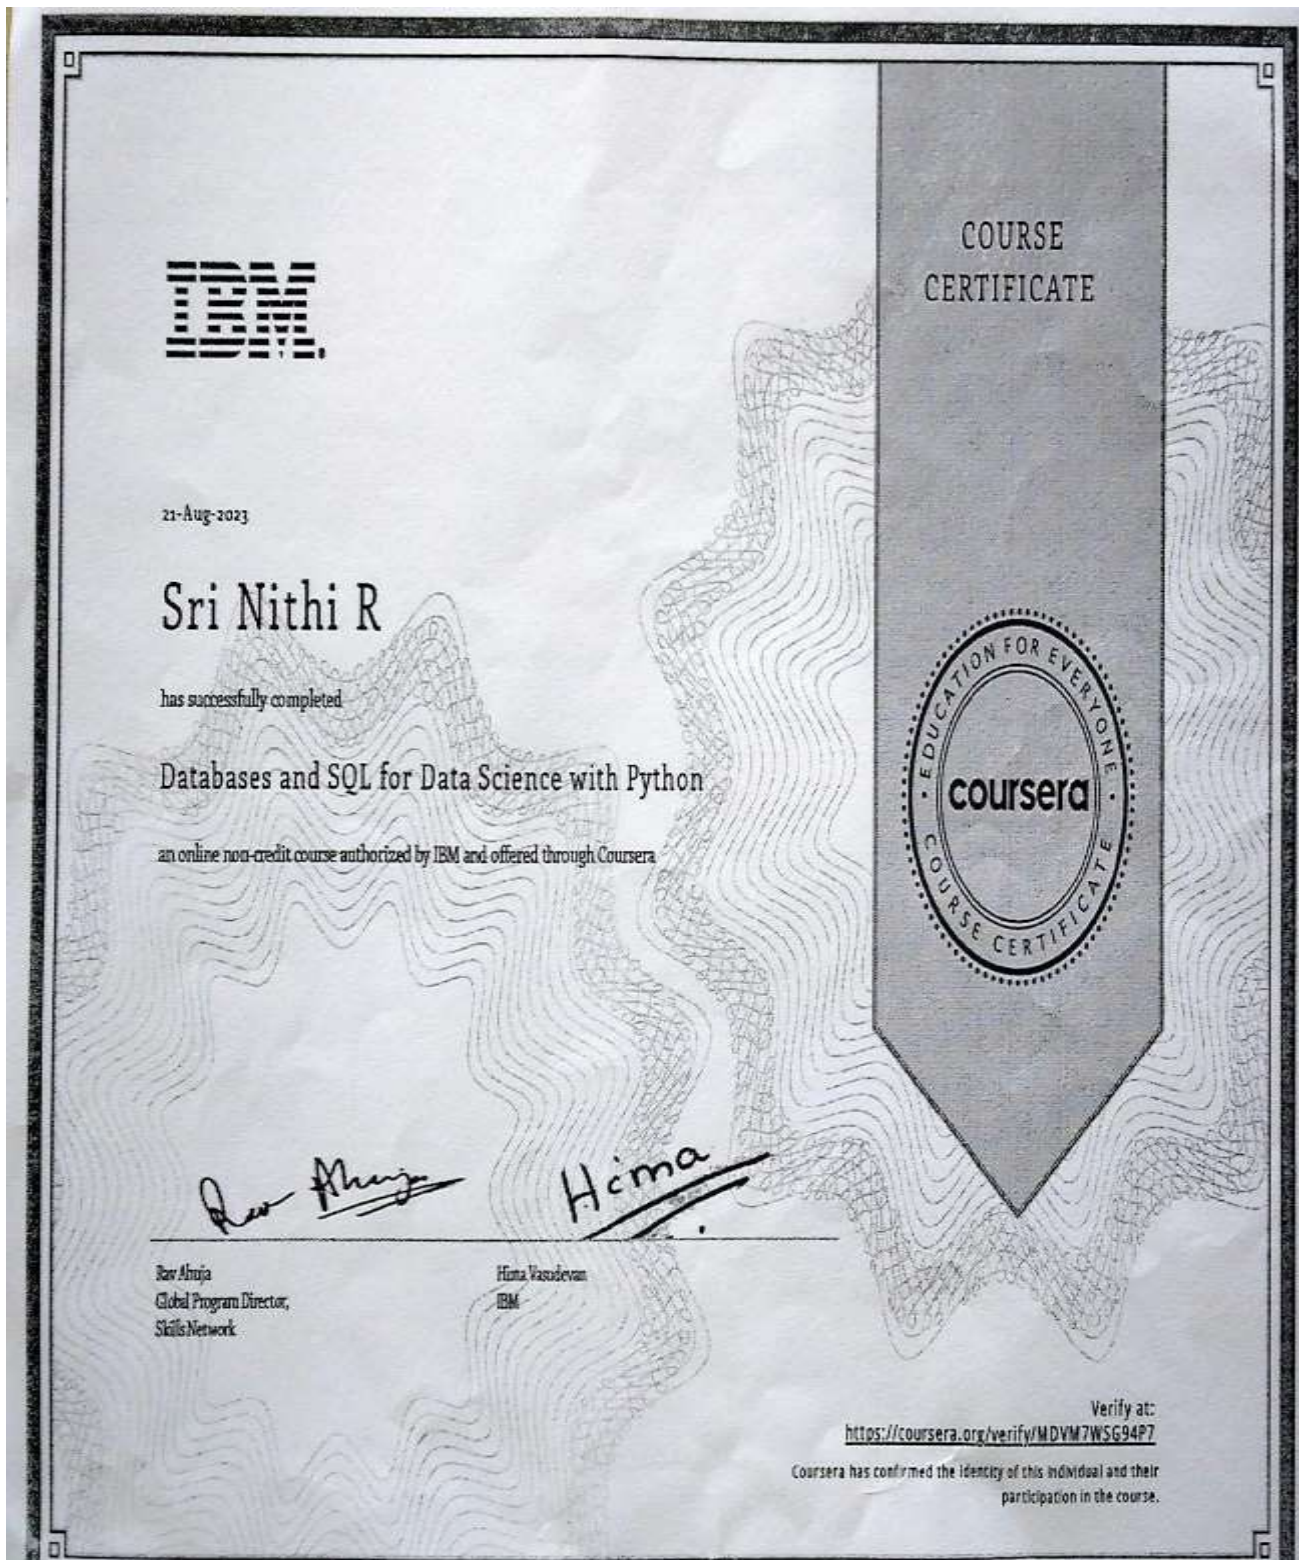 IBM
COURSE
CERTIFICATE
21-Aug-2023
Sri Nithi R
has successfully completed
Databases and SQL for Data Science with Python
an online non-credit course authorized by IBM and offered through Coursera
EDUCATION FOR EVERYONE
coursera
COURSE CERTIFICATE
Rav Ahuja
Hima
Rav Ahuja
Global Program Director,
Skills Network
Hima Vasudevan
IBM
Verify at:
https://coursera.org/verify/MDVM7WSG94P7
Coursera has confirmed the identity of this individual and their
participation in the course.